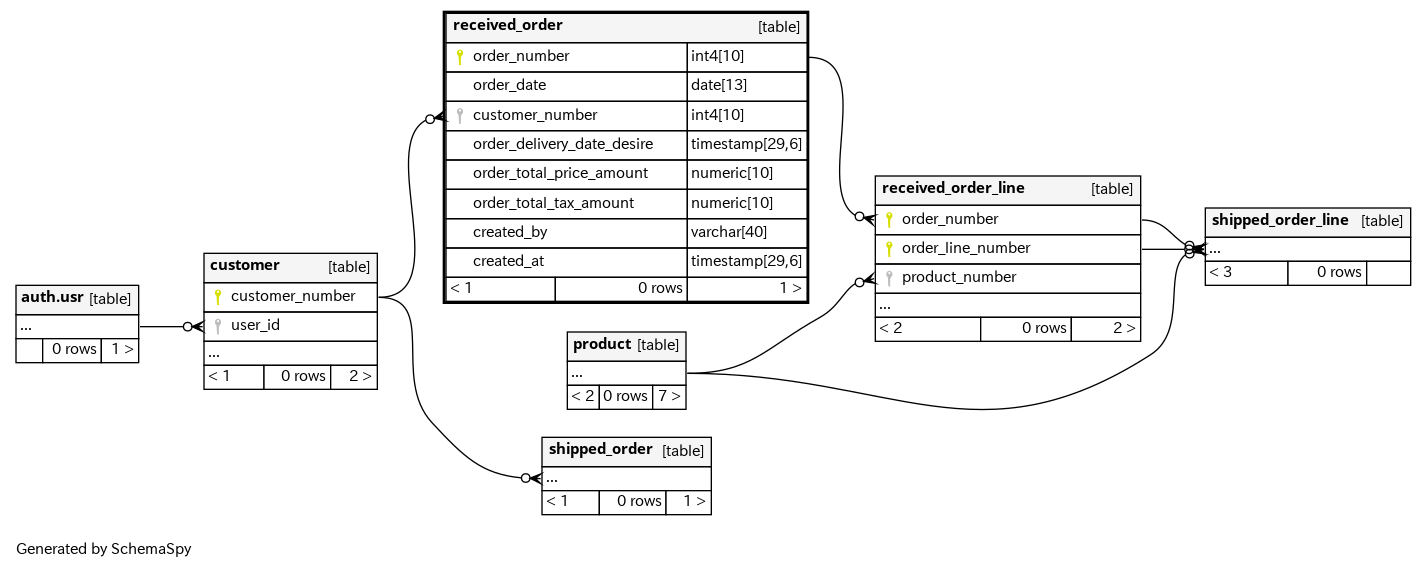 received_order [table]
order_number int4[10]
order_date date[13]
customer_number int4[10]
order_delivery_date_desire timestamp[29,6]
order_total_price_amount numeric[10]
order_total_tax_amount numeric[10]
created_by varchar[40]
created_at timestamp[29,6]
< 1 0 rows 1 >
received_order_line [table]
order_number
order_line_number
product_number
...
< 2 0 rows 2 >
shipped_order_line [table]
...
< 3 0 rows
customer [table]
customer_number
user_id
...
< 1 0 rows 2 >
auth.usr [table]
...
0 rows 1 >
product [table]
...
< 2 0 rows 7 >
shipped_order [table]
...
< 1 0 rows 1 >
Generated by SchemaSpy